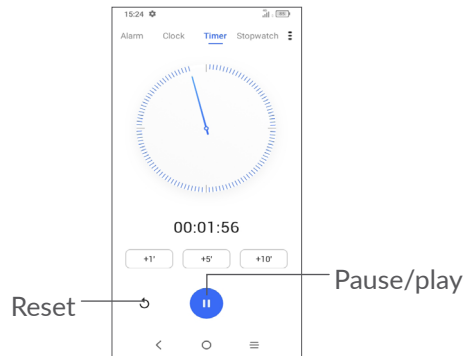 15:24
Alarm Clock Timer Stopwatch
00:01:56
+1' +5' +10'
Pause/play
Reset